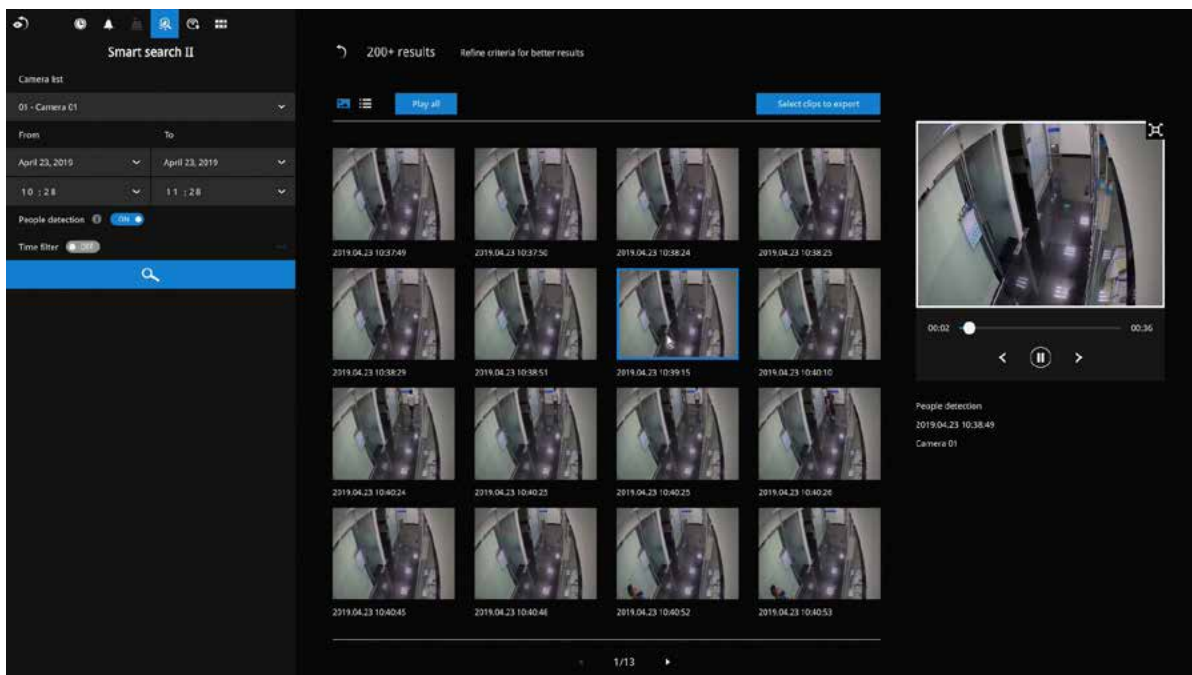 Smart search II
Camera list
01 - Camera 01
From To
April 23, 2019 April 23, 2019
10 : 28 11 : 28
People detection ON
Time filter OFF
200+ results Refine criteria for better results
Play all Select clips to export
2019.04.23 10:37:49 2019.04.23 10:37:50 2019.04.23 10:38:24 2019.04.23 10:38:25
2019.04.23 10:38:29 2019.04.23 10:38:51 2019.04.23 10:39:15 2019.04.23 10:40:10
2019.04.23 10:40:24 2019.04.23 10:40:25 2019.04.23 10:40:25 2019.04.23 10:40:26
2019.04.23 10:40:45 2019.04.23 10:40:46 2019.04.23 10:40:52 2019.04.23 10:40:53
1/13
00:02 00:36
People detection
2019.04.23 10:38:49
Camera 01